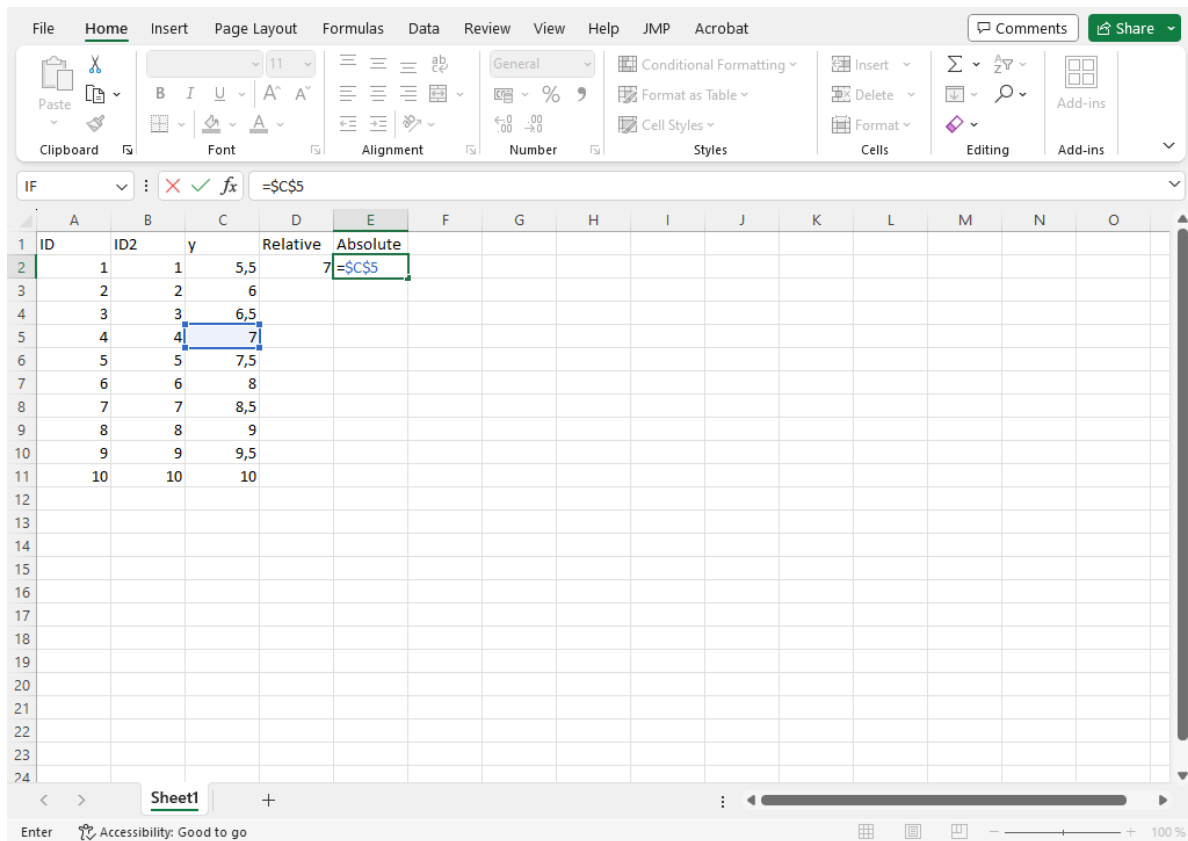 File Home Insert Page Layout Formulas Data Review View Help JMP Acrobat Comments Share
Paste
11
B I U A A
ab
General
% 9
Conditional Formatting
Format as Table
Cell Styles
Insert
Delete
Format
Σ
Add-ins
Clipboard Font Alignment Number Styles Cells Editing Add-ins
IF fx =$C$5
A B C D E F G H I J K L M N O
1 ID ID2 y Relative Absolute
2 1 1 5,5 7 =$C$5
3 2 2 6
4 3 3 6,5
5 4 4 7
6 5 5 7,5
7 6 6 8
8 7 7 8,5
9 8 8 9
10 9 9 9,5
11 10 10 10
12
13
14
15
16
17
18
19
20
21
22
23
24
Sheet1 +
Enter Accessibility: Good to go 100 %